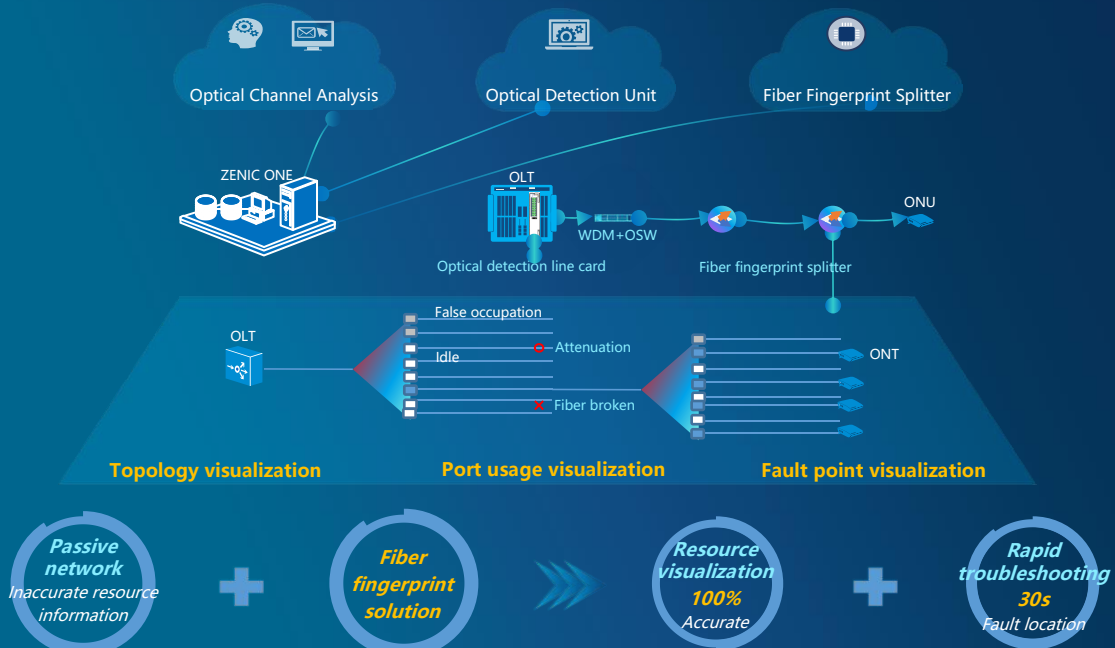 Optical Channel Analysis
Optical Detection Unit
Fiber Fingerprint Splitter
ZENIC ONE
OLT
ONU
WDM+OSW
Optical detection line card
Fiber fingerprint splitter
False occupation
OLT
Attenuation
Idle
ONT
Fiber broken
Topology visualization
Port usage visualization
Fault point visualization
Passive
network
Inaccurate resource
information
Fiber
fingerprint
solution
Resource
visualization
100%
Accurate
Rapid
troubleshooting
30s
Fault location